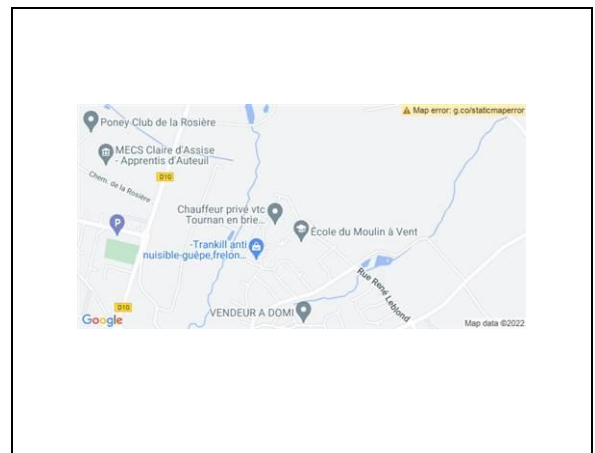 Map error: g.co/staticmaperror
Poney Club de la Rosière
MECS Claire d'Assise
- Apprentis d'Auteuil
D10
Chem. de la Rosière
Chauffeur privé vtc
Tournan en brie...
P
École du Moulin à Vent
-Trankill anti
nuisible-guêpe,frelon...
Rue René Leblond
D10
VENDEUR A DOMI
Google
Map data ©2022